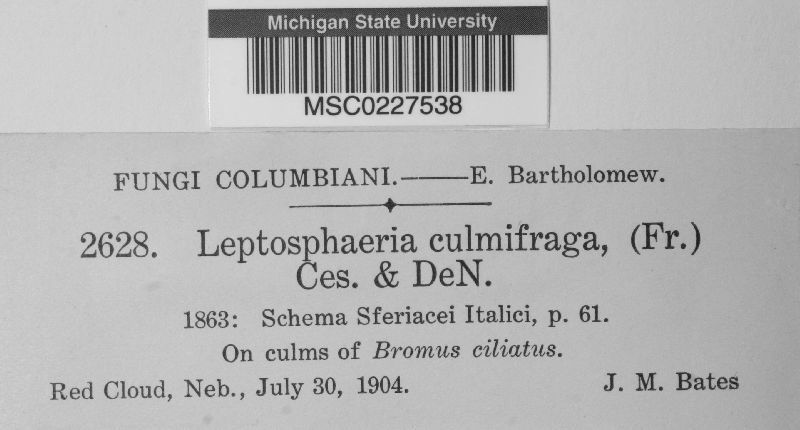 Michigan State University
MSC0227538
FUNGI COLUMBIANI.——E. Bartholomew.
2628. Leptosphaeria culmifraga, (Fr.)
Ces. & DeN.
1863: Schema Sferiacei Italici, p. 61.
On culms of Bromus ciliatus.
Red Cloud, Neb., July 30, 1904. J. M. Bates